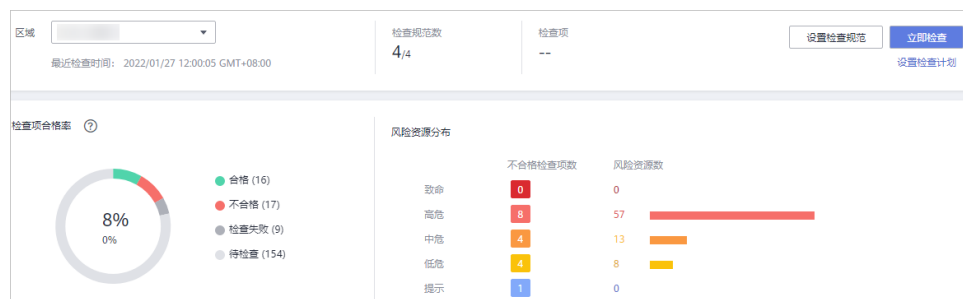 区域
检查规范数
检查项
4/4
--
设置检查规范
立即检查
最近检查时间： 2022/01/27 12:00:05 GMT+08:00
设置检查计划
检查项合格率 ?
风险资源分布
8%
0%
合格 (16)
不合格 (17)
检查失败 (9)
待检查 (154)
不合格检查项数 风险资源数
致命 0 0
高危 8 57
中危 4 13
低危 4 8
提示 1 0